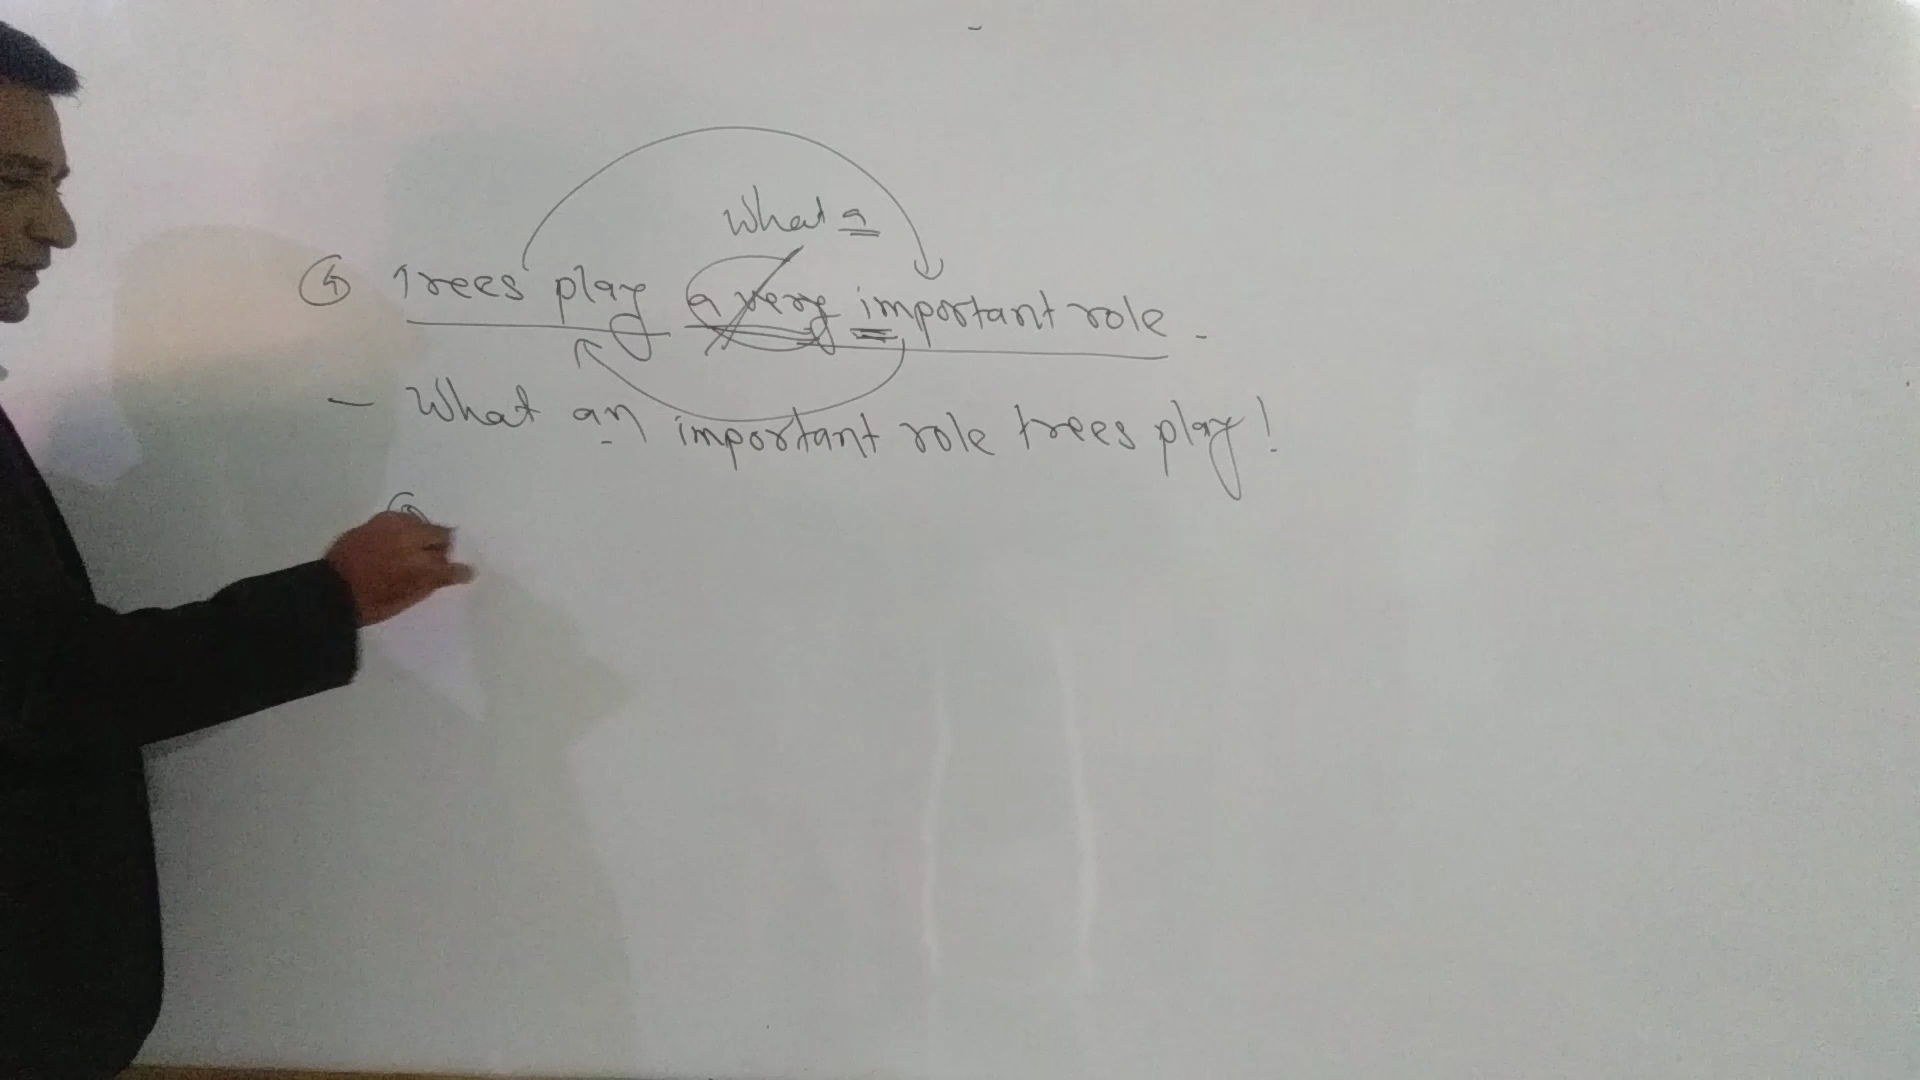 What a
④ Trees play a very important role.
- What an important role trees play!